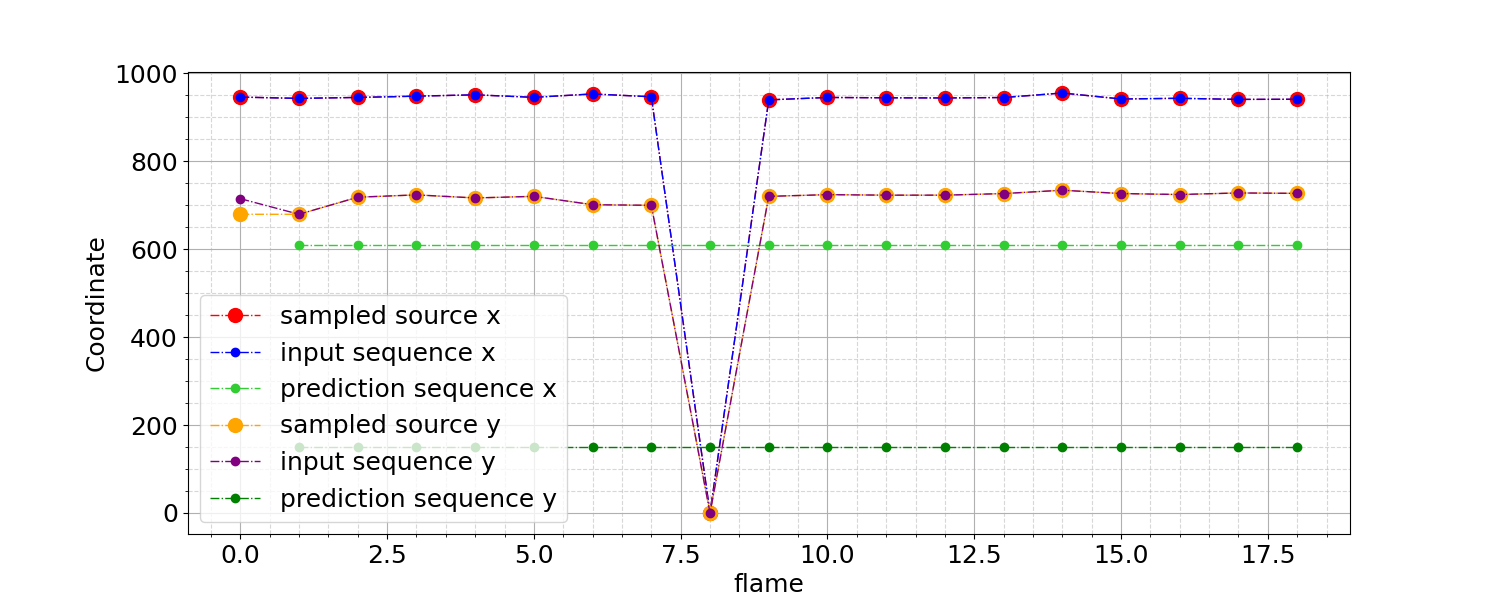 1000
800
600
400
200
0
Coordinate
sampled source x
input sequence x
prediction sequence x
sampled source y
input sequence y
prediction sequence y
0.0 2.5 5.0 7.5 10.0 12.5 15.0 17.5
flame